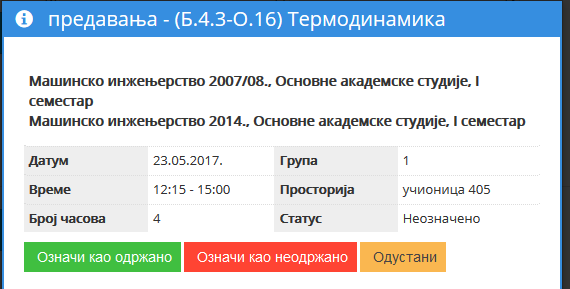 предавања - (Б.4.3-О.16) Термодинамика
Машинско инжењерство 2007/08., Основне академске студије, I
семестар
Машинско инжењерство 2014., Основне академске студије, I семестар
Датум 23.05.2017. Група 1
Време 12:15 - 15:00 Просторија учионица 405
Број часова 4 Статус Неозначено
Означи као одржано Означи као неодржано Одустани